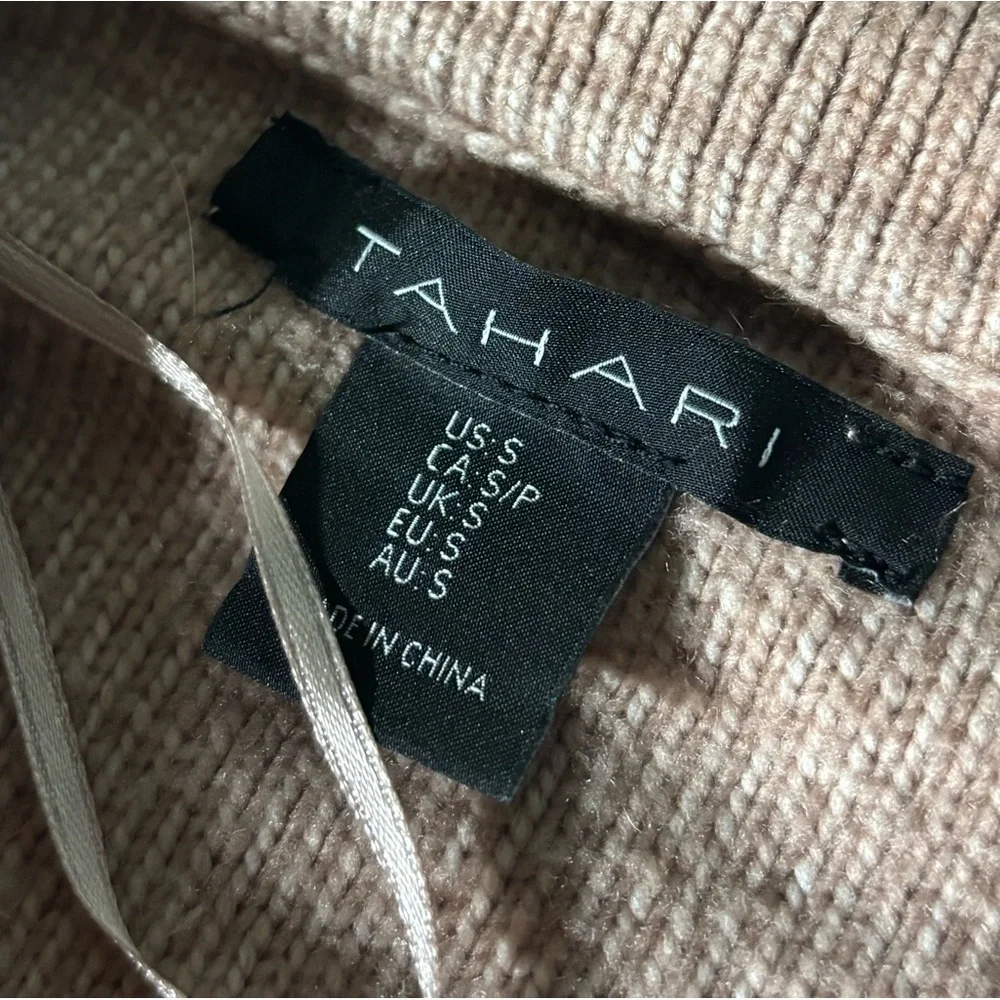 TAHARI
US: S
CA: S/P
UK: S
EU: S
AU: S
ADE IN CHINA